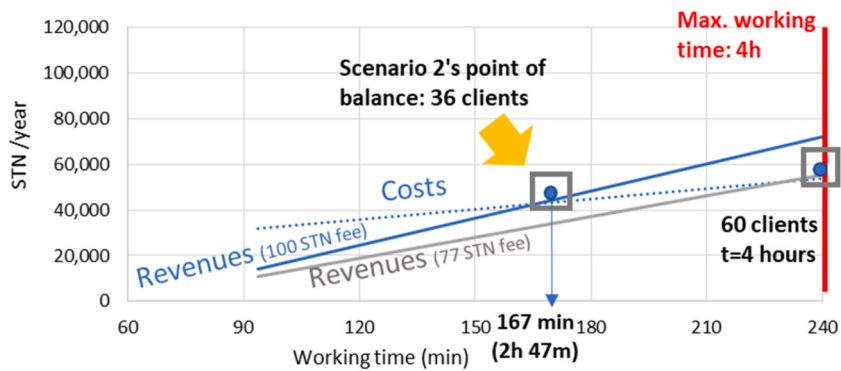 120,000
100,000
80,000
60,000
40,000
20,000
0
STN /year
60
90
120
150
180
210
240
Working time (min)
Scenario 2's point of
balance: 36 clients
Max. working
time: 4h
Costs
Revenues (100 STN fee)
Revenues (77 STN fee)
60 clients
t=4 hours
167 min
(2h 47m)